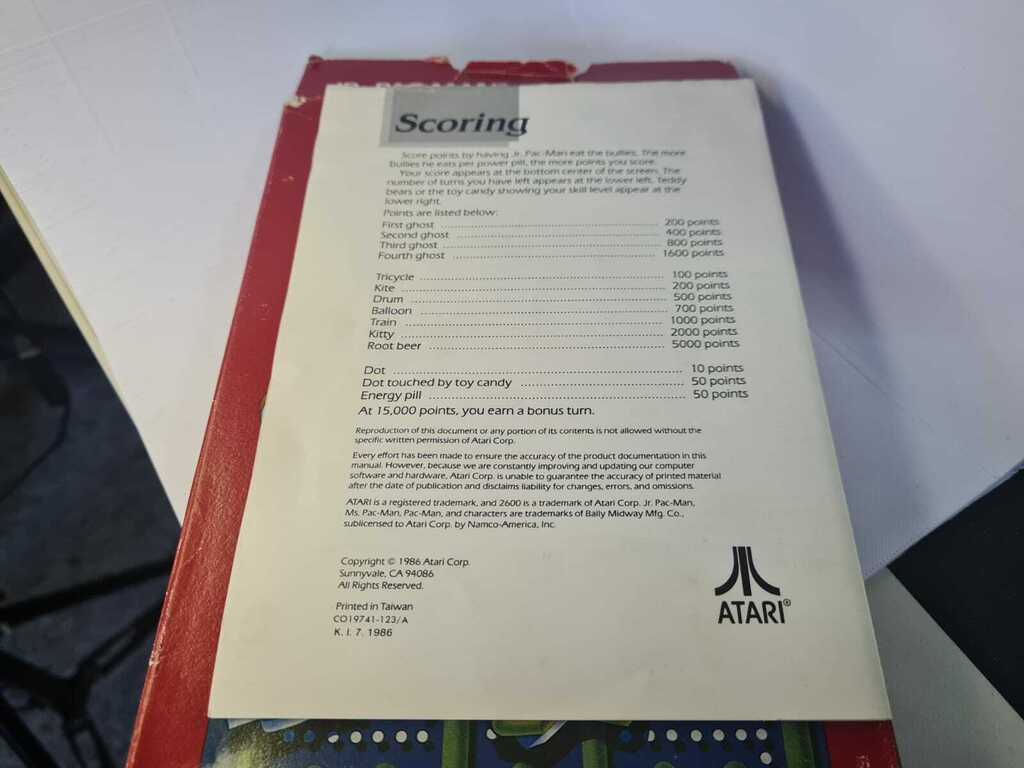 Scoring
Score points by having Jr. Pac-Man eat the bullies. The more
bullies he eats per power pill, the more points you score.
Your score appears at the bottom center of the screen. The
number of turns you have left appears at the lower left. Teddy
bears or the toy candy showing your skill level appear at the
lower right.
Points are listed below:
First ghost 200 points
Second ghost 400 points
Third ghost 800 points
Fourth ghost 1600 points
Tricycle 100 points
Kite 200 points
Drum 500 points
Balloon 700 points
Train 1000 points
Kitty 2000 points
Root beer 5000 points
Dot 10 points
Dot touched by toy candy 50 points
Energy pill 50 points
At 15,000 points, you earn a bonus turn.
Reproduction of this document or any portion of its contents is not allowed without the
specific written permission of Atari Corp.
Every effort has been made to ensure the accuracy of the product documentation in this
manual. However, because we are constantly improving and updating our computer
software and hardware, Atari Corp. is unable to guarantee the accuracy of printed material
after the date of publication and disclaims liability for changes, errors, and omissions.
ATARI is a registered trademark, and 2600 is a trademark of Atari Corp. Jr. Pac-Man,
Ms. Pac-Man, Pac-Man, and characters are trademarks of Bally Midway Mfg. Co.,
sublicensed to Atari Corp. by Namco-America, Inc.
Copyright © 1986 Atari Corp.
Sunnyvale, CA 94086
All Rights Reserved.
Printed in Taiwan
CO19741-123/A
K. I. 7. 1986
ATARI®